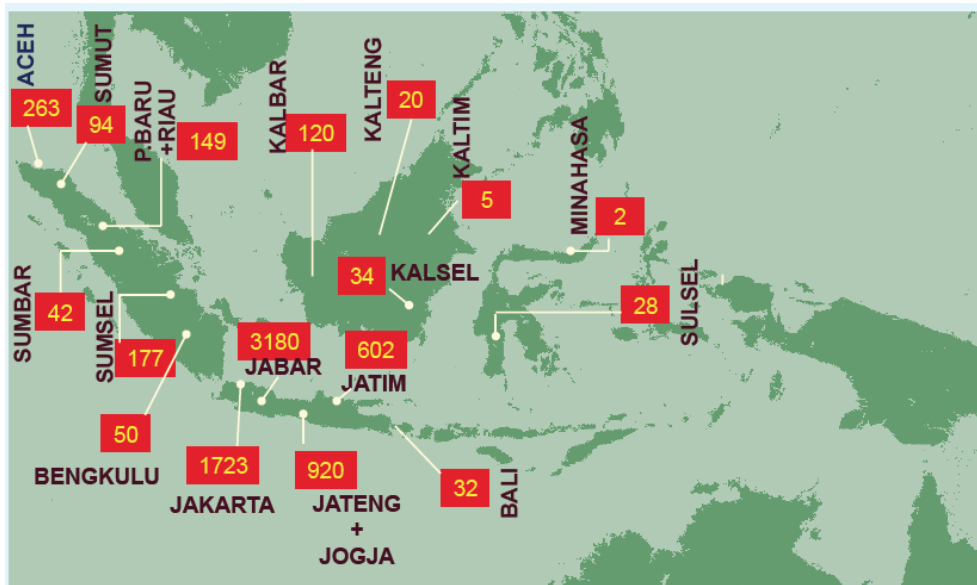 ACEH
263
SUMUT
94
P.BARU
+RIAU
149
KALBAR
120
KALTENG
20
KALTIM
5
MINAHASA
2
SUMBAR
42
SUMSEL
177
34
KALSEL
28
SULSEL
3180
JABAR
602
JATIM
50
BENGKULU
1723
JAKARTA
920
JATENG
+
JOGJA
32
BALI